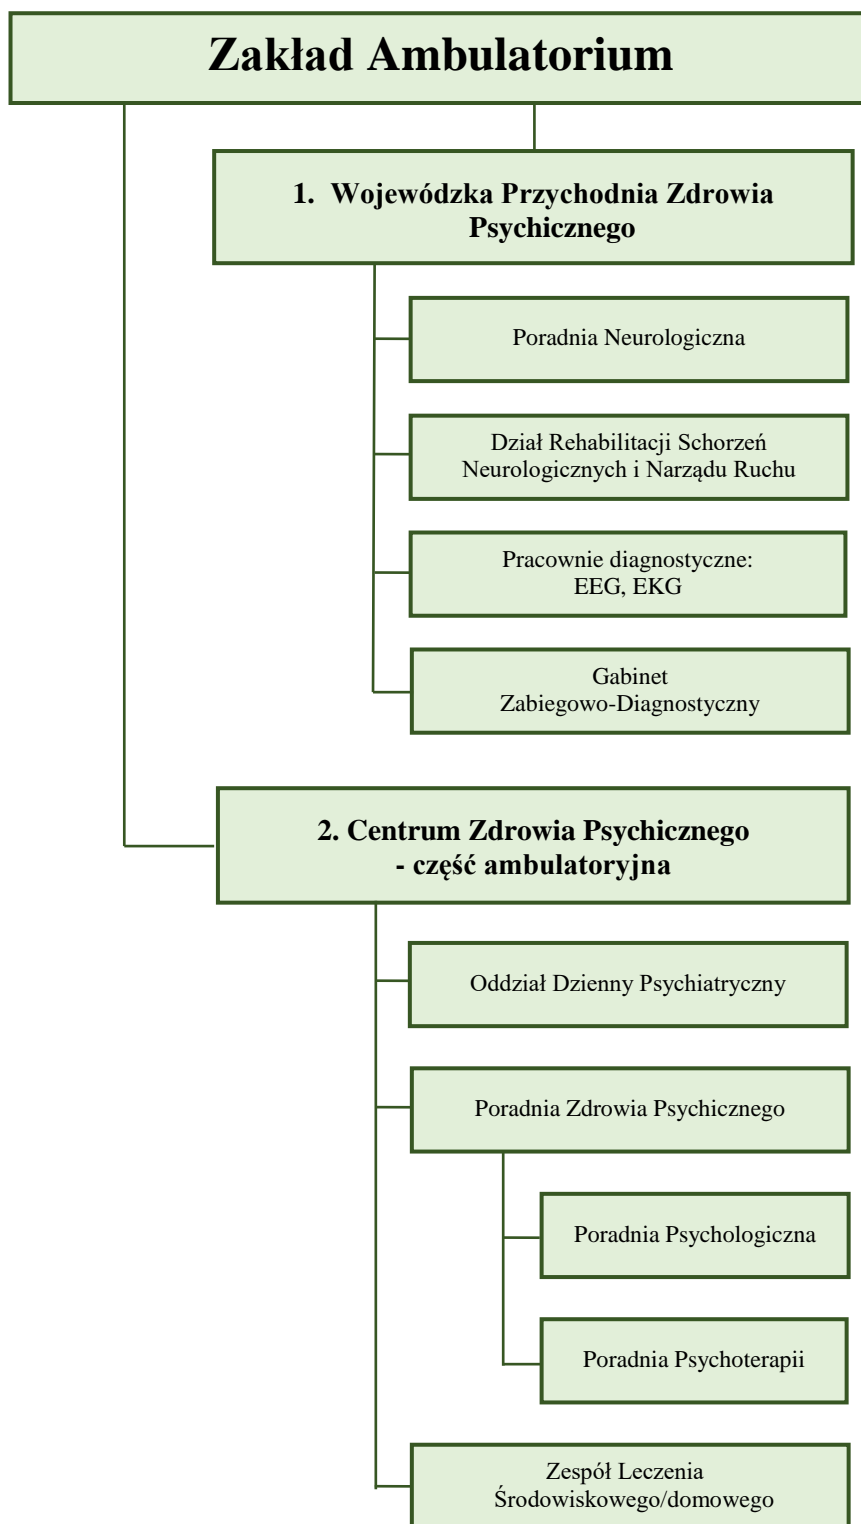 Zakład Ambulatorium
1. Wojewódzka Przychodnia Zdrowia
Psychicznego
Poradnia Neurologiczna
Dział Rehabilitacji Schorzeń
Neurologicznych i Narządu Ruchu
Pracownie diagnostyczne:
EEG, EKG
Gabinet
Zabiegowo-Diagnostyczny
2. Centrum Zdrowia Psychicznego
- część ambulatoryjna
Oddział Dzienny Psychiatryczny
Poradnia Zdrowia Psychicznego
Poradnia Psychologiczna
Poradnia Psychoterapii
Zespół Leczenia
Środowiskowego/domowego